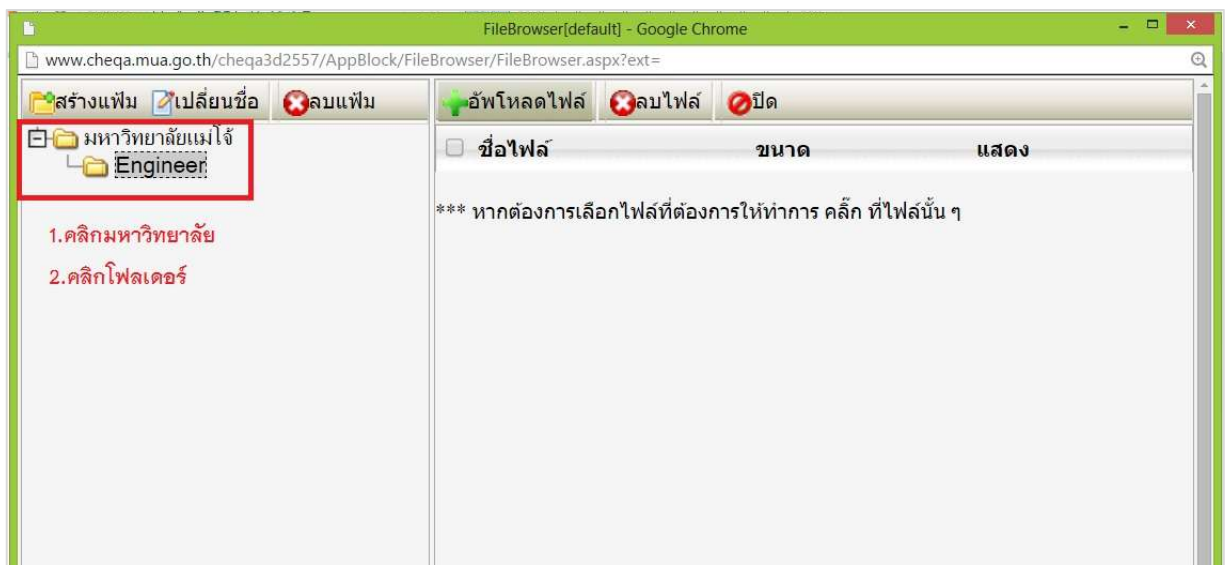 FileBrowser[default] - Google Chrome
www.cheqa.mua.go.th/cheqa3d2557/AppBlock/FileBrowser/FileBrowser.aspx?ext=
สร้างแฟ้ม เปลี่ยนชื่อ ลบแฟ้ม
อัพโหลดไฟล์ ลบไฟล์ ปิด
มหาวิทยาลัยแม่โจ้
Engineer
ชื่อไฟล์ ขนาด แสดง
*** หากต้องการเลือกไฟล์ที่ต้องการให้ทำการ คลิ๊ก ที่ไฟล์นั้น ๆ
1.คลิกมหาวิทยาลัย
2.คลิกโฟลเดอร์